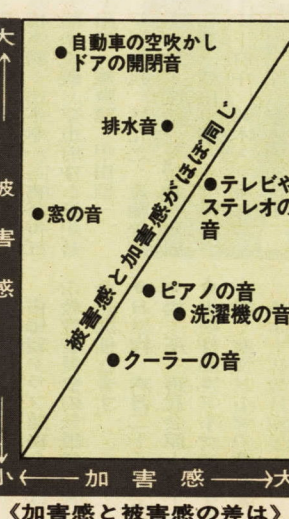 大
被害感
小
自動車の空吹かし
ドアの開閉音
排水音
被害感と加害感がほぼ同じ
テレビや
ステレオの
音
窓の音
ピアノの音
洗濯機の音
クーラーの音
加害感
大
《加害感と被害感の差は》